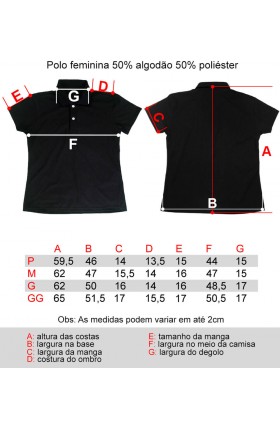 Polo feminina 50% algodão 50% poliéster
E D G C F A B
A B C D E F G
P 59,5 46 14 13,5 15 44 15
M 62 47 15,5 14 16 47 15
G 62 50 16 14 16 48,5 17
GG 65 51,5 17 15,5 17 50,5 17
Obs: As medidas podem variar em até 2cm
A: altura das costas E: tamanho da manga
B: largura na base F: largura no meio da camisa
C: largura da manga G: largura do degolo
D: costura do ombro